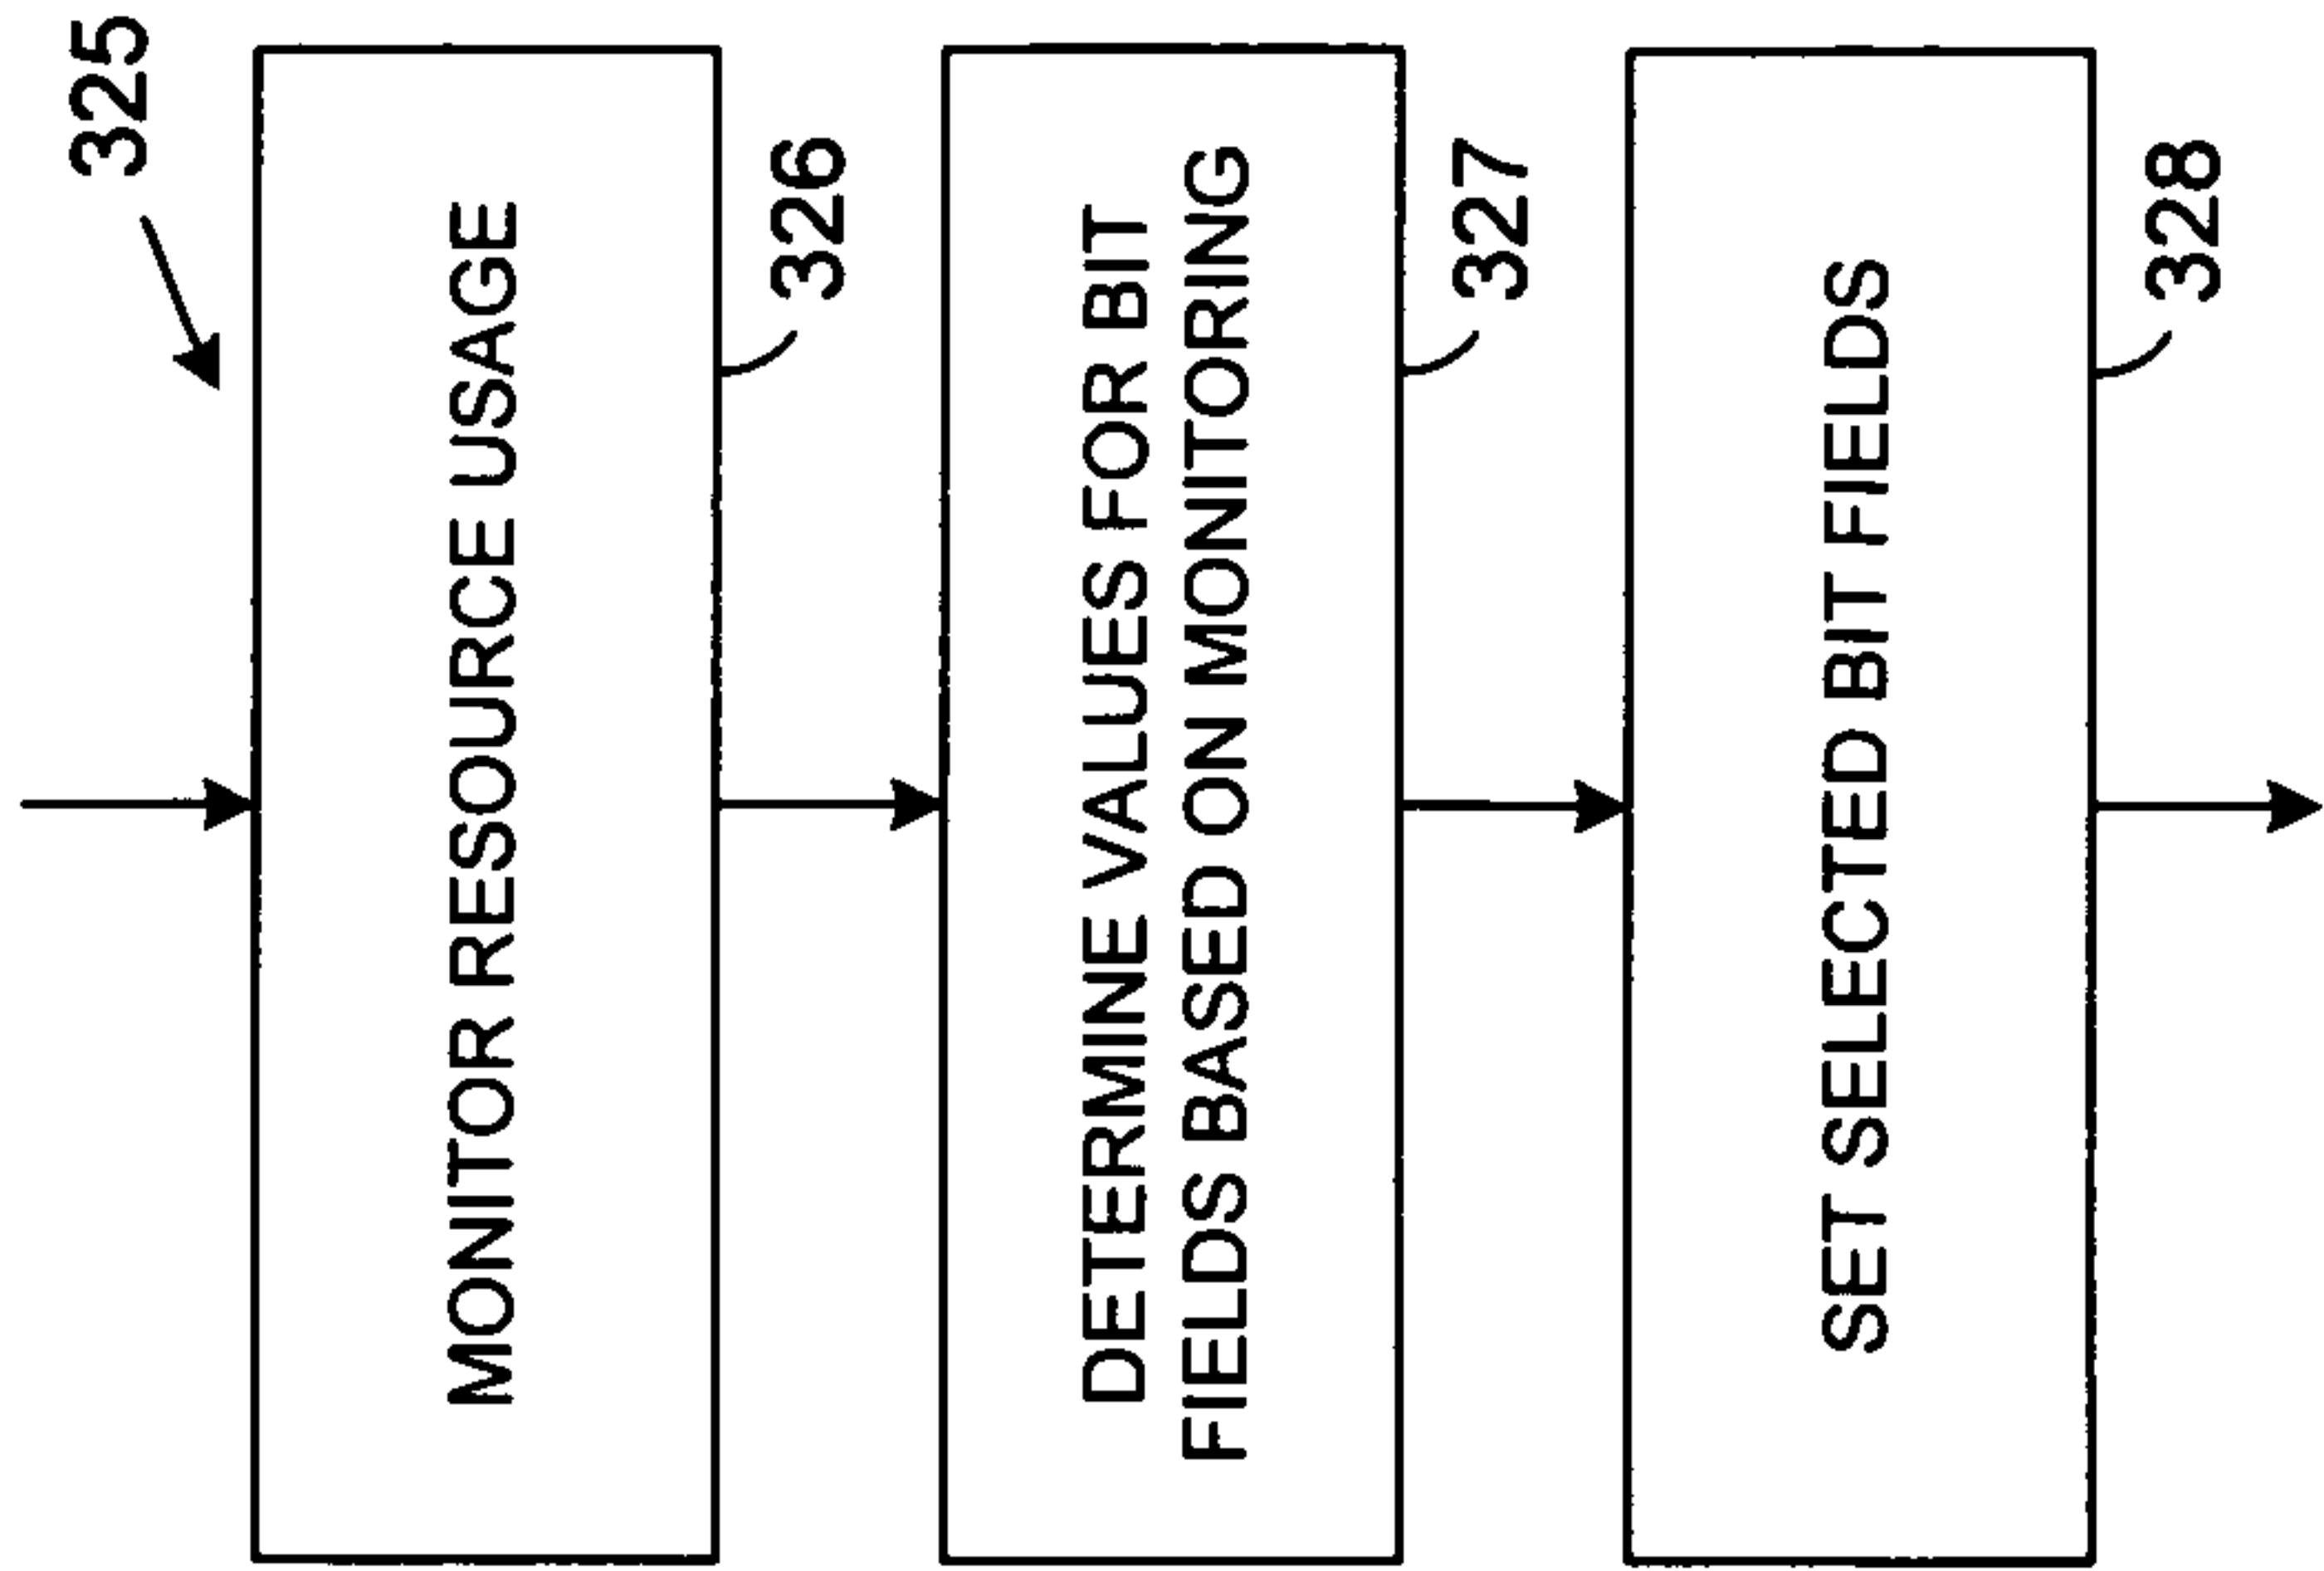 325
MONITOR RESOURCE USAGE
326
DETERMINE VALUES FOR BIT
FIELDS BASED ON MONITORING
327
SET SELECTED BIT FIELDS
328